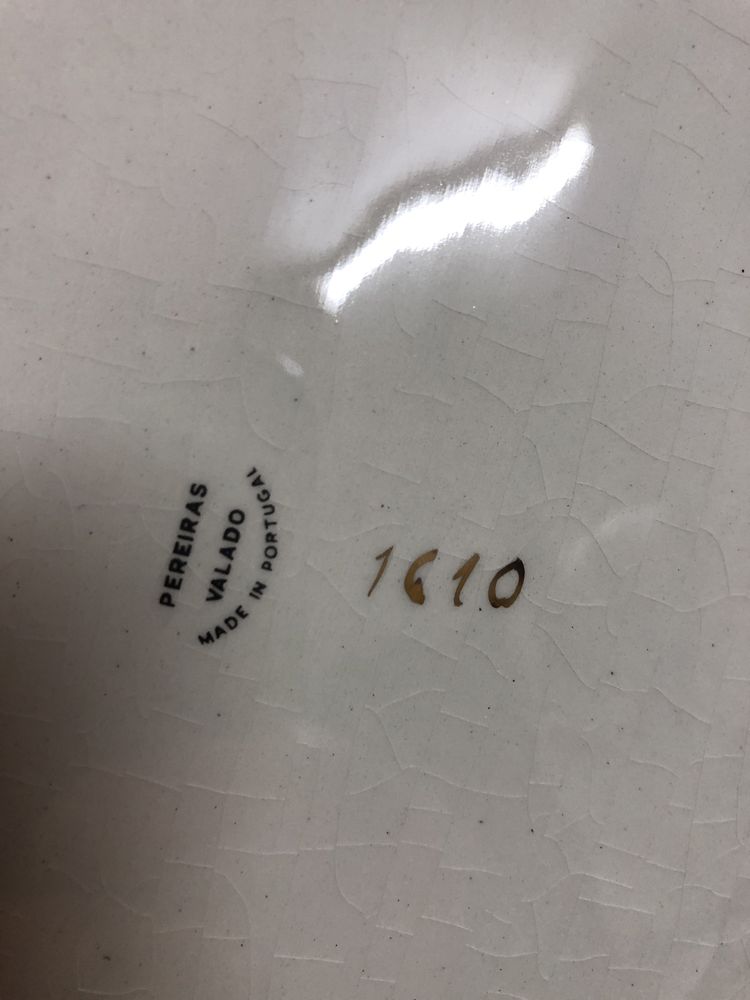 PEREIRAS
VALADO
MADE IN PORTUGAL
1610